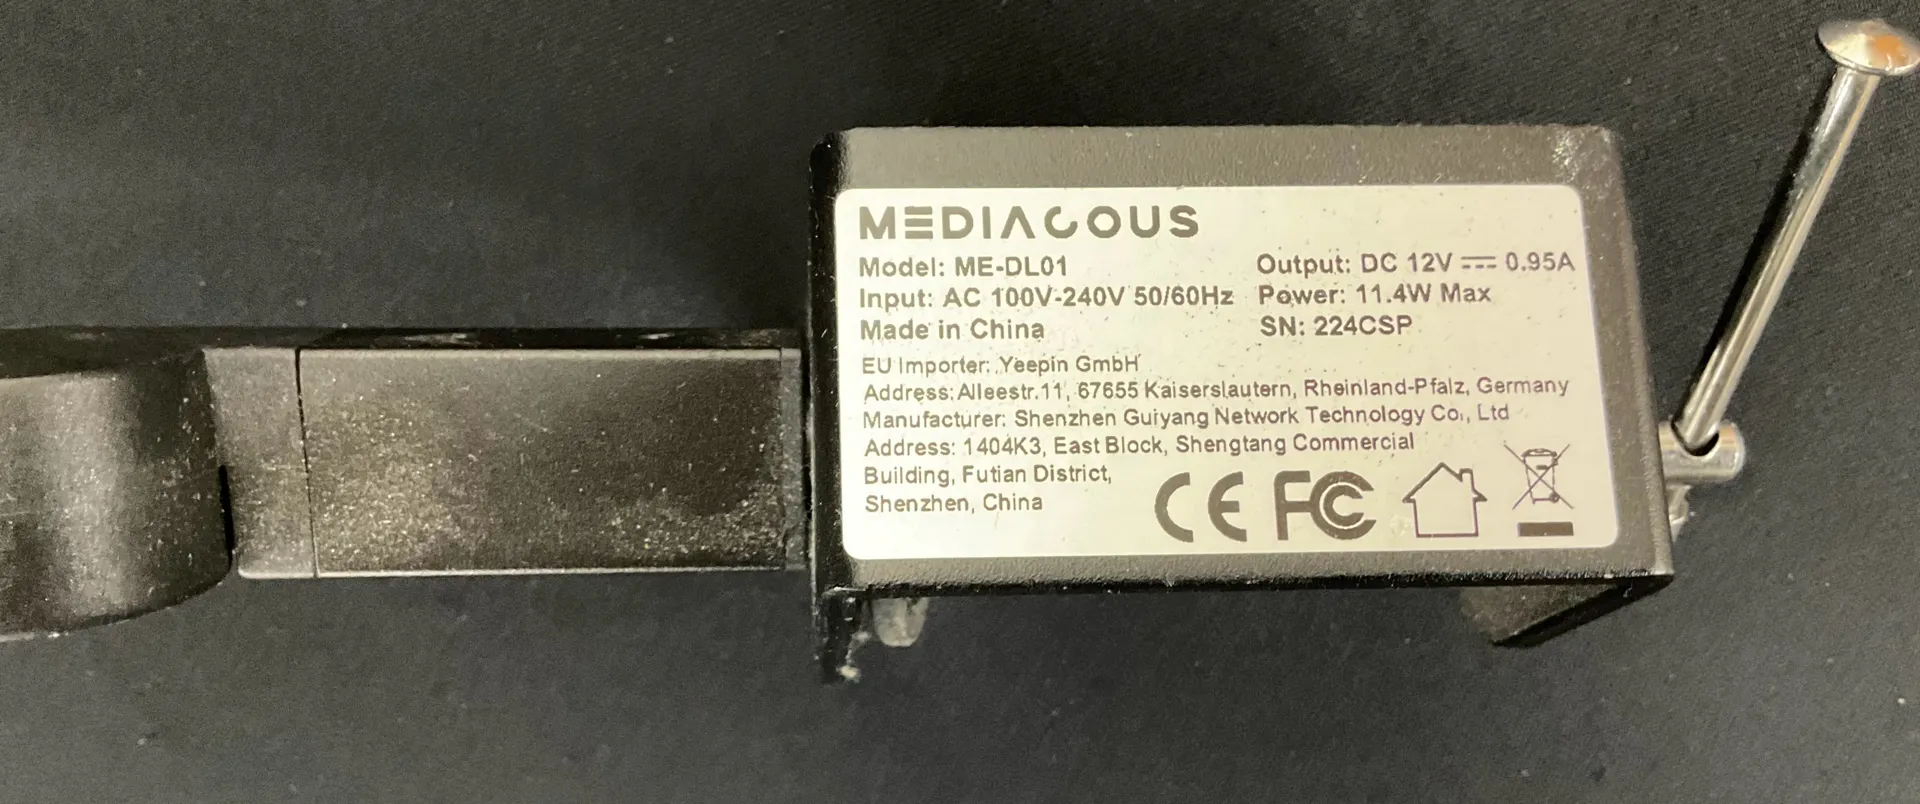 MEDIACOUS
Model: ME-DL01
Output: DC 12V ⎓ 0.95A
Input: AC 100V-240V 50/60Hz
Power: 11.4W Max
Made in China
SN: 224CSP
EU Importer: Yeepin GmbH
Address: Alleestr.11, 67655 Kaiserslautern, Rheinland-Pfalz, Germany
Manufacturer: Shenzhen Guiyang Network Technology Co., Ltd
Address: 1404K3, East Block, Shengtang Commercial
Building, Futian District,
Shenzhen, China
CE FC